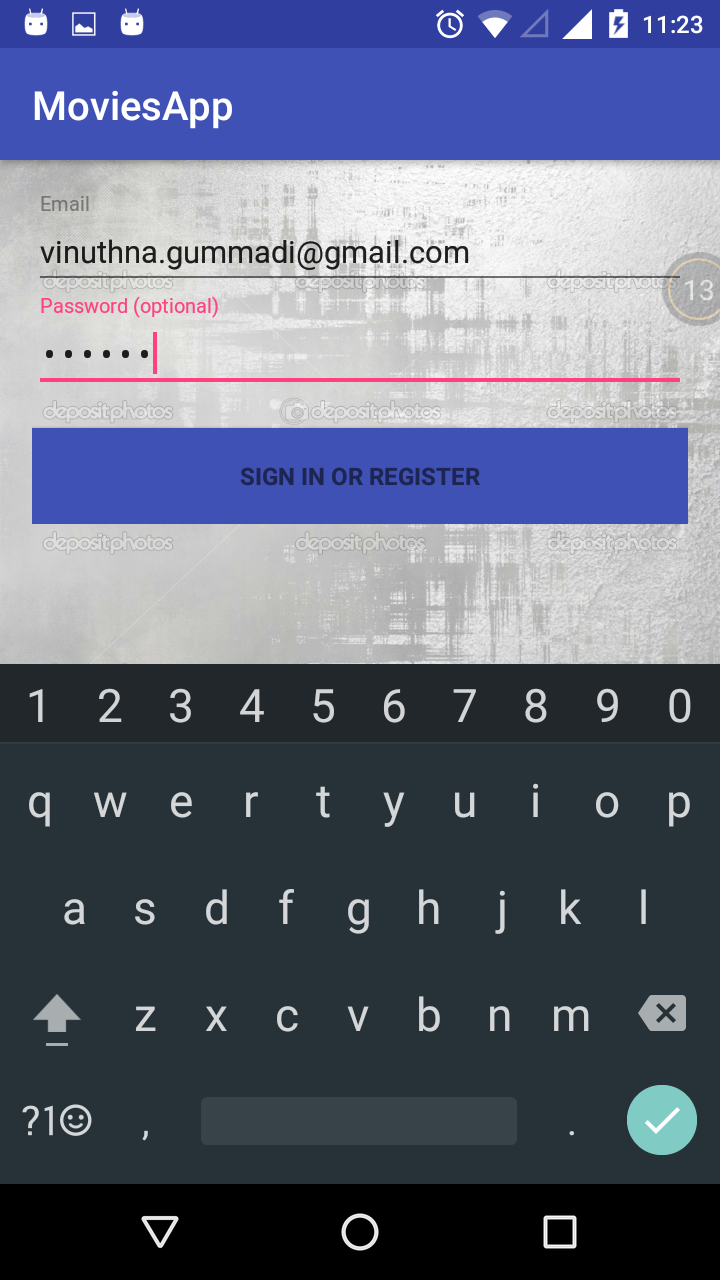 11:23
MoviesApp
Email
vinuthna.gummadi@gmail.com
depositphotos depositphotos depositphotos
13
Password (optional)
••••••
depositphotos depositphotos depositphotos
SIGN IN OR REGISTER
depositphotos depositphotos depositphotos
1 2 3 4 5 6 7 8 9 0
q w e r t y u i o p
a s d f g h j k l
z x c v b n m
?1☺ , .